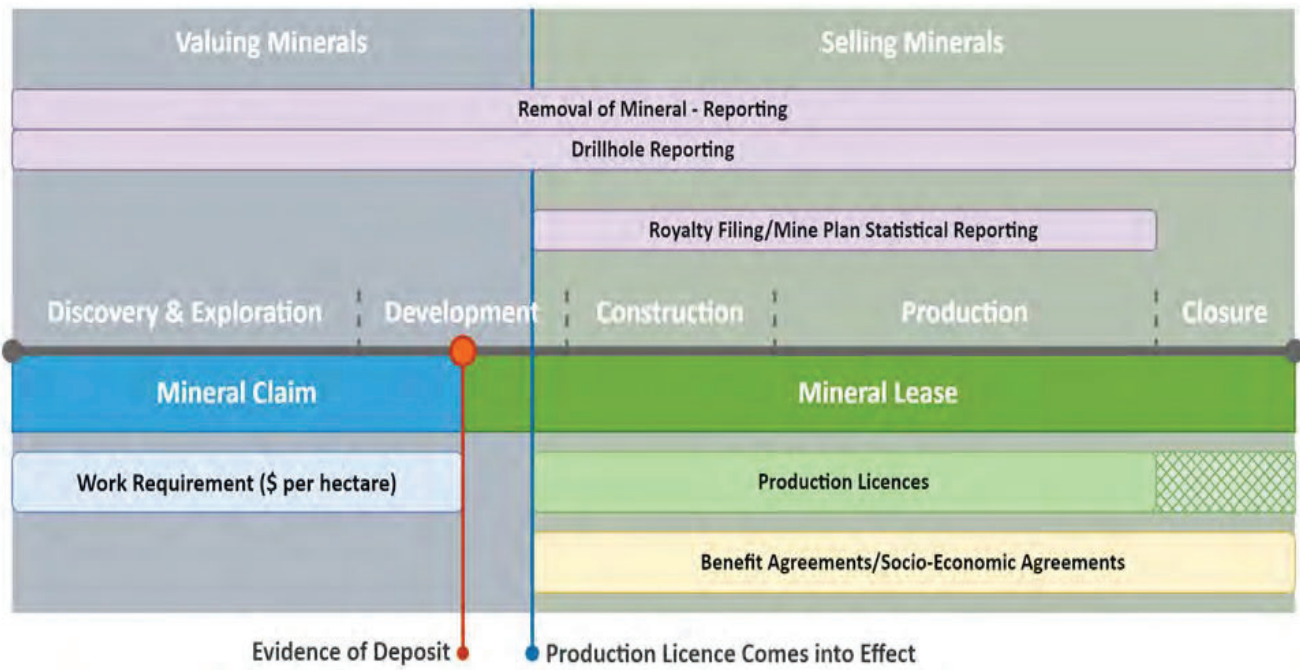 Valuing Minerals
Selling Minerals
Removal of Mineral - Reporting
Drillhole Reporting
Royalty Filing/Mine Plan Statistical Reporting
Discovery & Exploration
Development
Construction
Production
Closure
Mineral Claim
Mineral Lease
Work Requirement ($ per hectare)
Production Licences
Benefit Agreements/Socio-Economic Agreements
Evidence of Deposit
Production Licence Comes into Effect